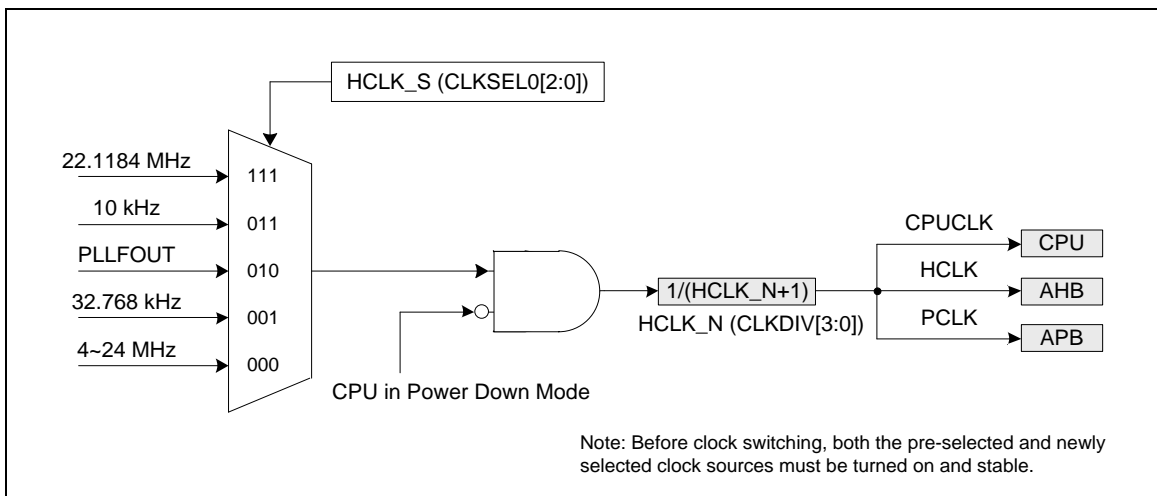 HCLK_S (CLKSEL0[2:0])
22.1184 MHz
111
10 kHz
011
PLLFOUT
010
32.768 kHz
001
4~24 MHz
000
CPU in Power Down Mode
1/(HCLK_N+1)
HCLK_N (CLKDIV[3:0])
CPUCLK
CPU
HCLK
AHB
PCLK
APB
Note: Before clock switching, both the pre-selected and newly
selected clock sources must be turned on and stable.